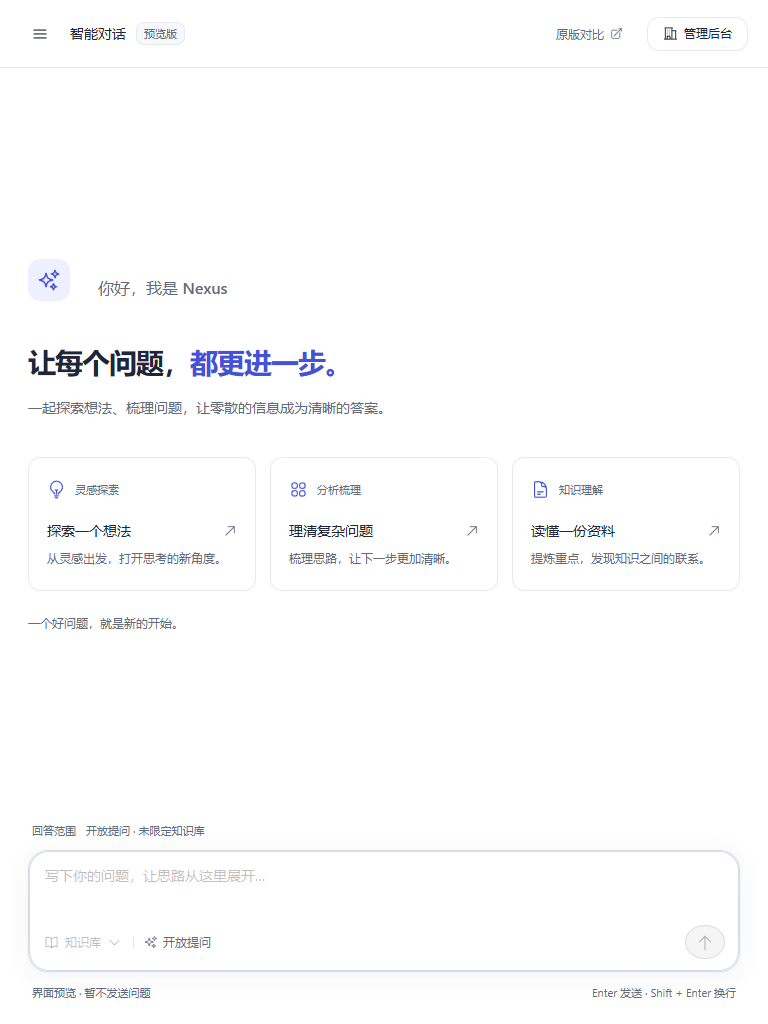 智能对话 预览版 原版对比 管理后台
你好，我是 Nexus
让每个问题，都更进一步。
一起探索想法、梳理问题，让零散的信息成为清晰的答案。
灵感探索
探索一个想法
从灵感出发，打开思考的新角度。
分析梳理
理清复杂问题
梳理思路，让下一步更加清晰。
知识理解
读懂一份资料
提炼重点，发现知识之间的联系。
一个好问题，就是新的开始。
回答范围 开放提问 · 未限定知识库
写下你的问题，让思路从这里展开...
知识库 开放提问
界面预览 · 暂不发送问题 Enter 发送 · Shift + Enter 换行